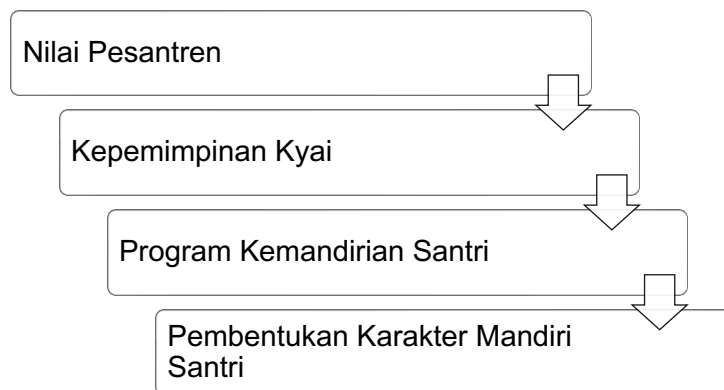 Nilai Pesantren
Kepemimpinan Kyai
Program Kemandirian Santri
Pembentukan Karakter Mandiri
Santri